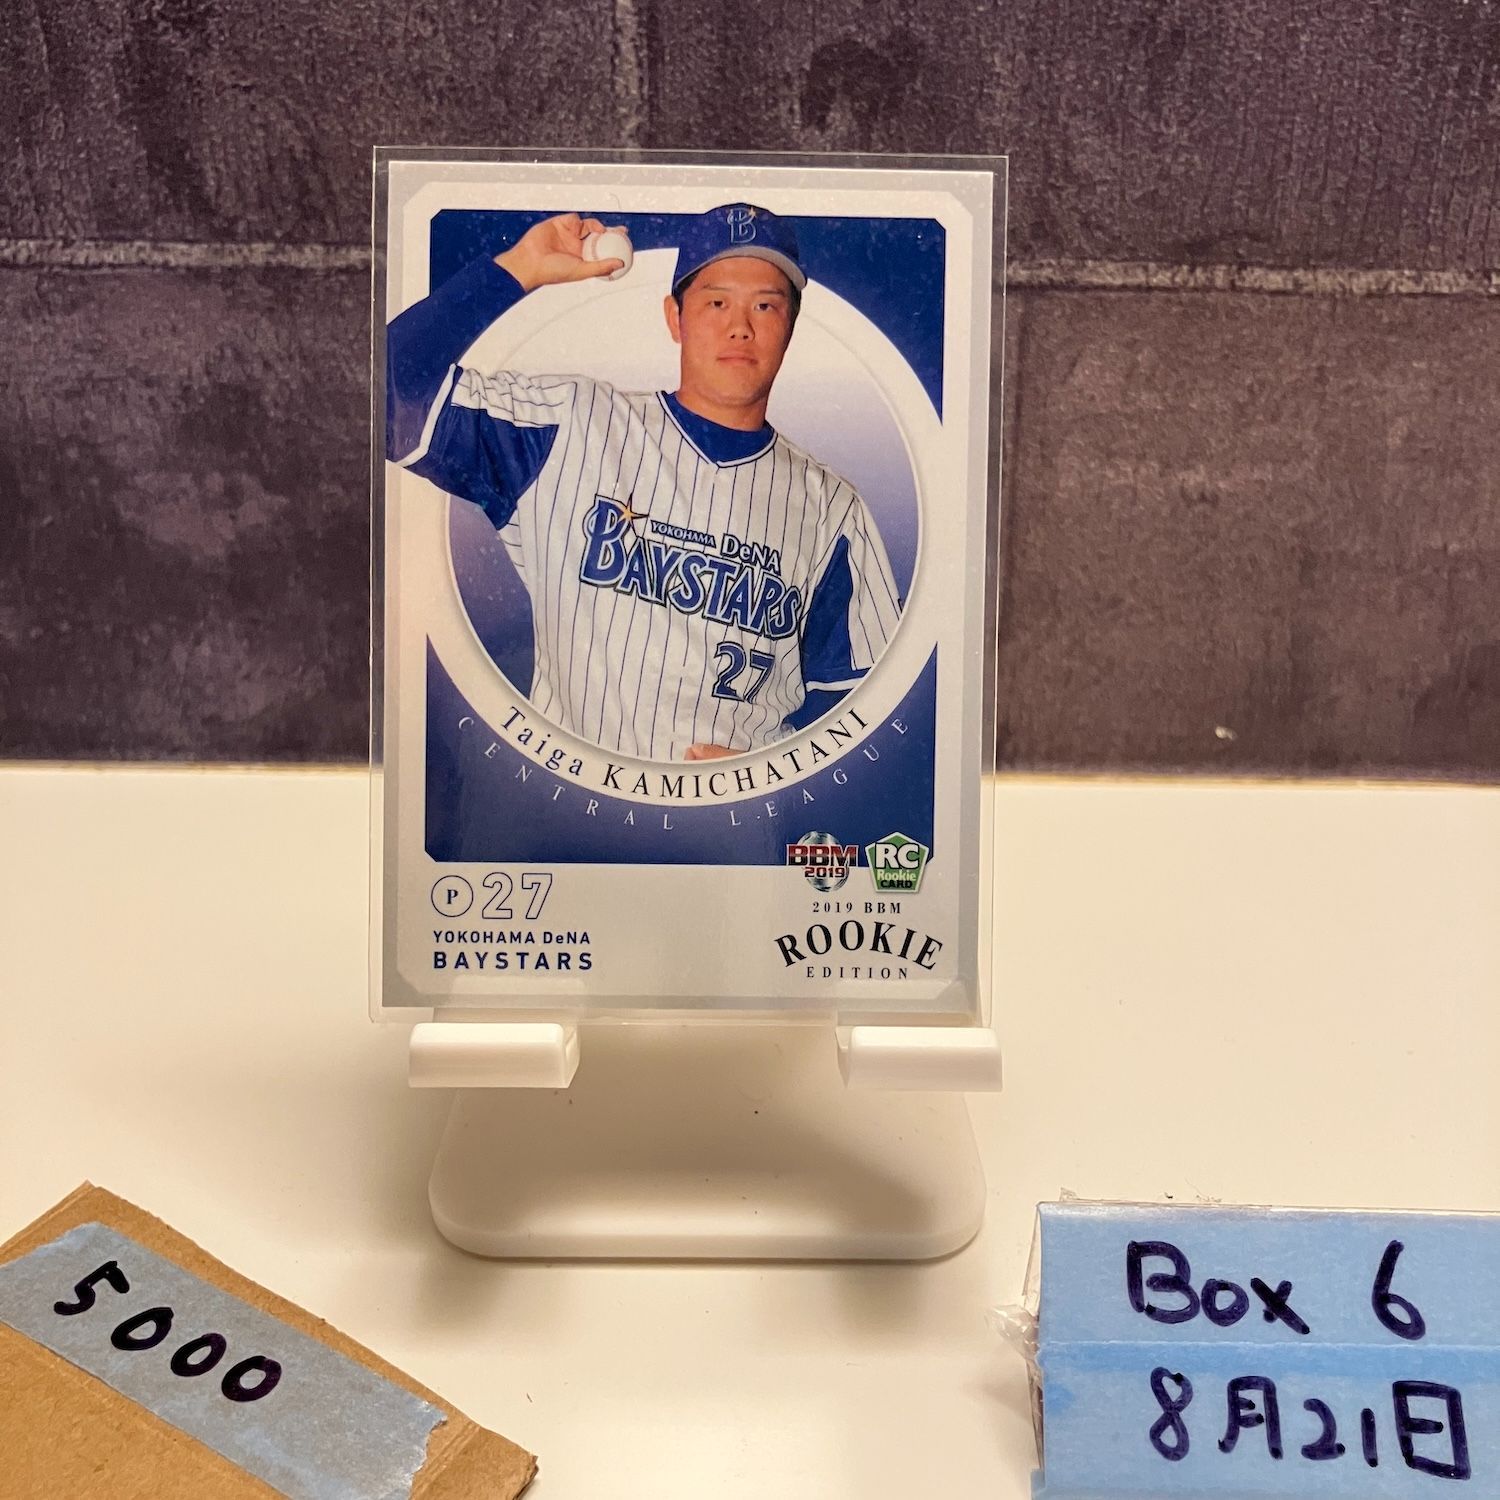 B
YOKOHAMA DeNA
BAYSTARS
27
Taiga KAMICHATANI
CENTRAL LEAGUE
BBM
2019
RC
Rookie
CARD
P 27
YOKOHAMA DeNA
BAYSTARS
2019 BBM
ROOKIE
EDITION
5000
Box 6
8月21日